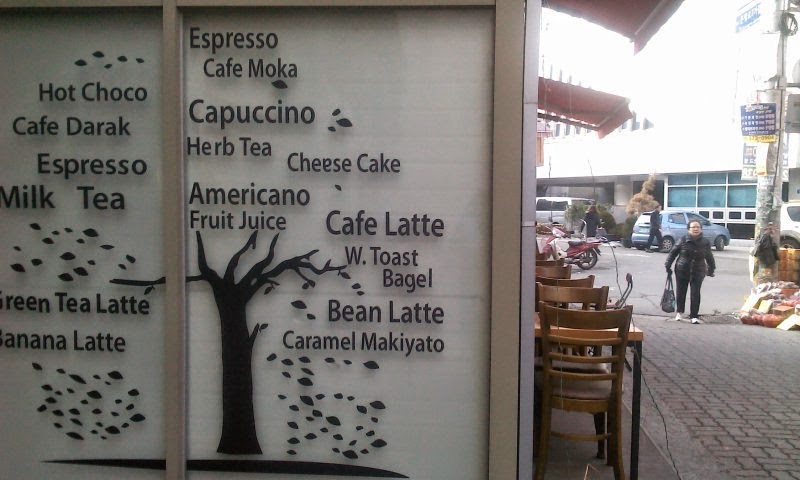 Hot Choco
Cafe Darak
Espresso
Milk Tea
Green Tea Latte
Banana Latte
Espresso
Cafe Moka
Capuccino
Herb Tea
Cheese Cake
Americano
Fruit Juice
Cafe Latte
W. Toast
Bagel
Bean Latte
Caramel Makiyato